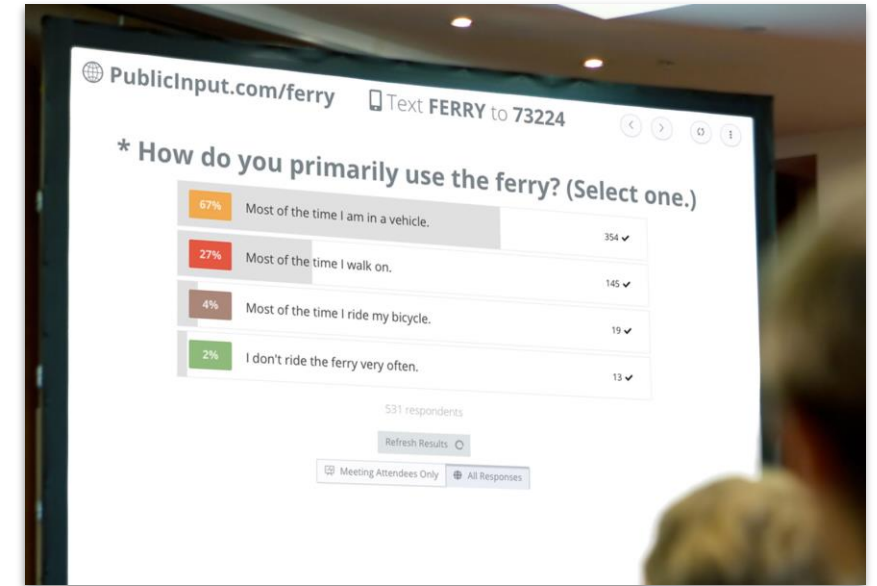 PublicInput.com/ferry Text FERRY to 73224
* How do you primarily use the ferry? (Select one.)
67% Most of the time I am in a vehicle. 354 ✔
27% Most of the time I walk on. 145 ✔
4% Most of the time I ride my bicycle. 19 ✔
2% I don't ride the ferry very often. 13 ✔
531 respondents
Refresh Results
Meeting Attendees Only All Responses